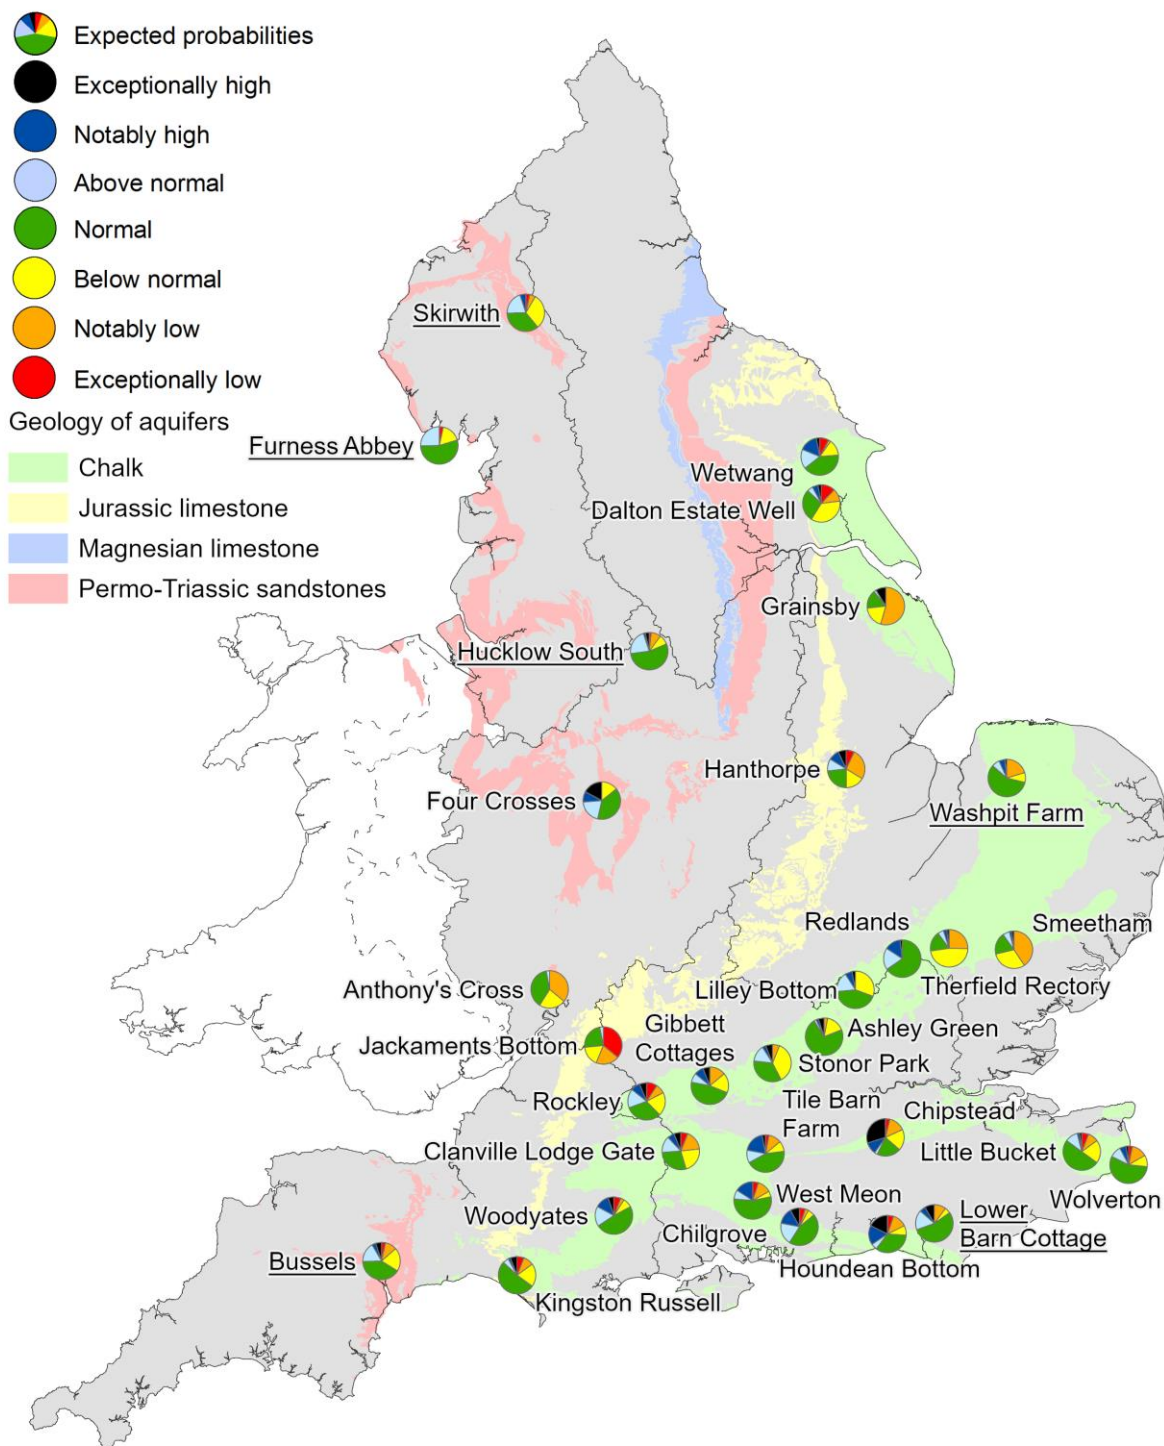 Expected probabilities
Exceptionally high
Notably high
Above normal
Normal
Below normal
Notably low
Exceptionally low
Geology of aquifers
Chalk
Jurassic limestone
Magnesian limestone
Permo-Triassic sandstones
Skirwith
Furness Abbey
Wetwang
Dalton Estate Well
Grainsby
Hucklow South
Hanthorpe
Four Crosses
Washpit Farm
Redlands
Smeetham
Anthony's Cross
Lilley Bottom
Therfield Rectory
Jackaments Bottom
Gibbett
Cottages
Ashley Green
Stonor Park
Rockley
Tile Barn
Farm
Chipstead
Clanville Lodge Gate
Little Bucket
Wolverton
Woodyates
West Meon
Chilgrove
Lower
Barn Cottage
Bussels
Houndean Bottom
Kingston Russell